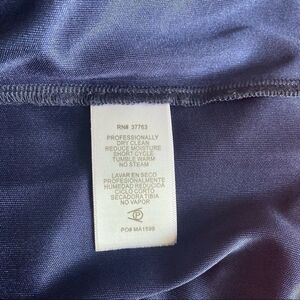 RN# 37763
PROFESSIONALLY
DRY CLEAN
REDUCE MOISTURE
SHORT CYCLE
TUMBLE WARM
NO STEAM
LAVAR EN SECO
PROFESIONALMENTE
HUMEDAD REDUCIDA
CICLO CORTO
SECADORA TIBIA
NO VAPOR
P
PO# MA1599